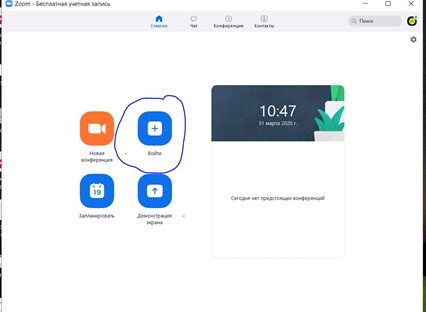 Zoom - Бесплатная учетная запись
Главная
Чат
Конференции
Контакты
Поиск
Новая
конференция
Войти
19
Запланировать
Демонстрация
экрана
10:47
31 марта 2020 г.
Сегодня нет предстоящих конференций